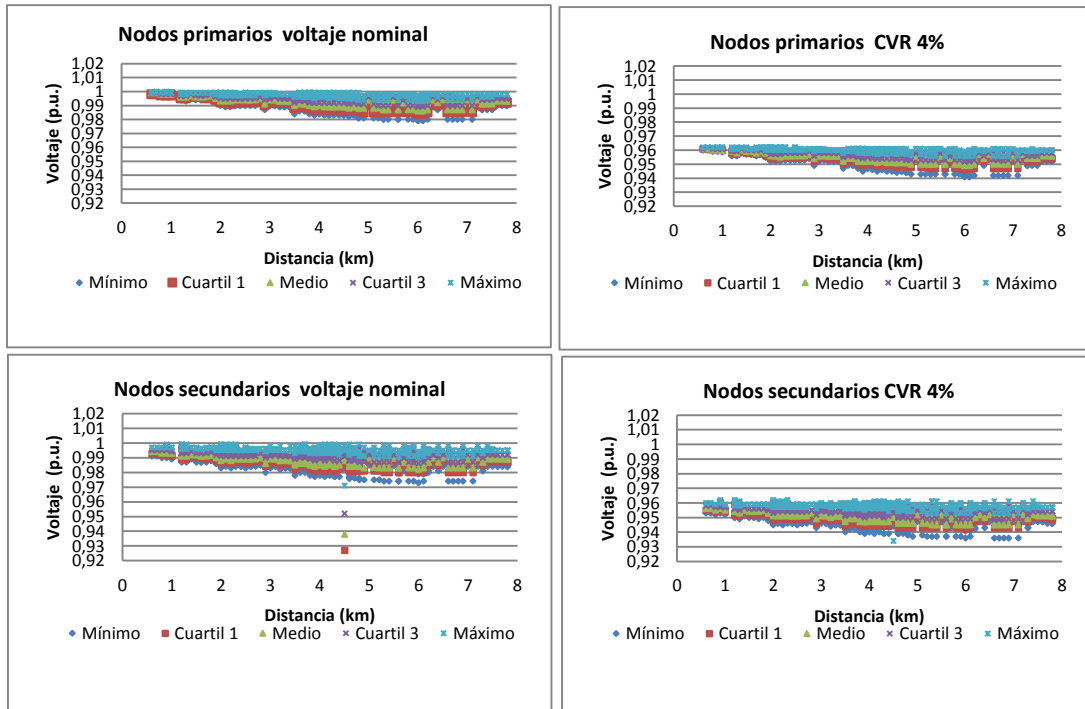 Nodos primarios voltaje nominal
Voltaje (p.u.)
1,02
1,01
1
0,99
0,98
0,97
0,96
0,95
0,94
0,93
0,92
0 1 2 3 4 5 6 7 8
Distancia (km)
Mínimo Cuartil 1 Medio Cuartil 3 Máximo
Nodos primarios CVR 4%
Voltaje (p.u.)
1,02
1,01
1
0,99
0,98
0,97
0,96
0,95
0,94
0,93
0,92
0 1 2 3 4 5 6 7 8
Distancia (km)
Mínimo Cuartil 1 Medio Cuartil 3 Máximo
Nodos secundarios voltaje nominal
Voltaje (p.u.)
1,02
1,01
1
0,99
0,98
0,97
0,96
0,95
0,94
0,93
0,92
0 1 2 3 4 5 6 7 8
Distancia (km)
Mínimo Cuartil 1 Medio Cuartil 3 Máximo
Nodos secundarios CVR 4%
Voltaje (p.u.)
1,02
1,01
1
0,99
0,98
0,97
0,96
0,95
0,94
0,93
0,92
0 1 2 3 4 5 6 7 8
Distancia (km)
Mínimo Cuartil 1 Medio Cuartil 3 Máximo